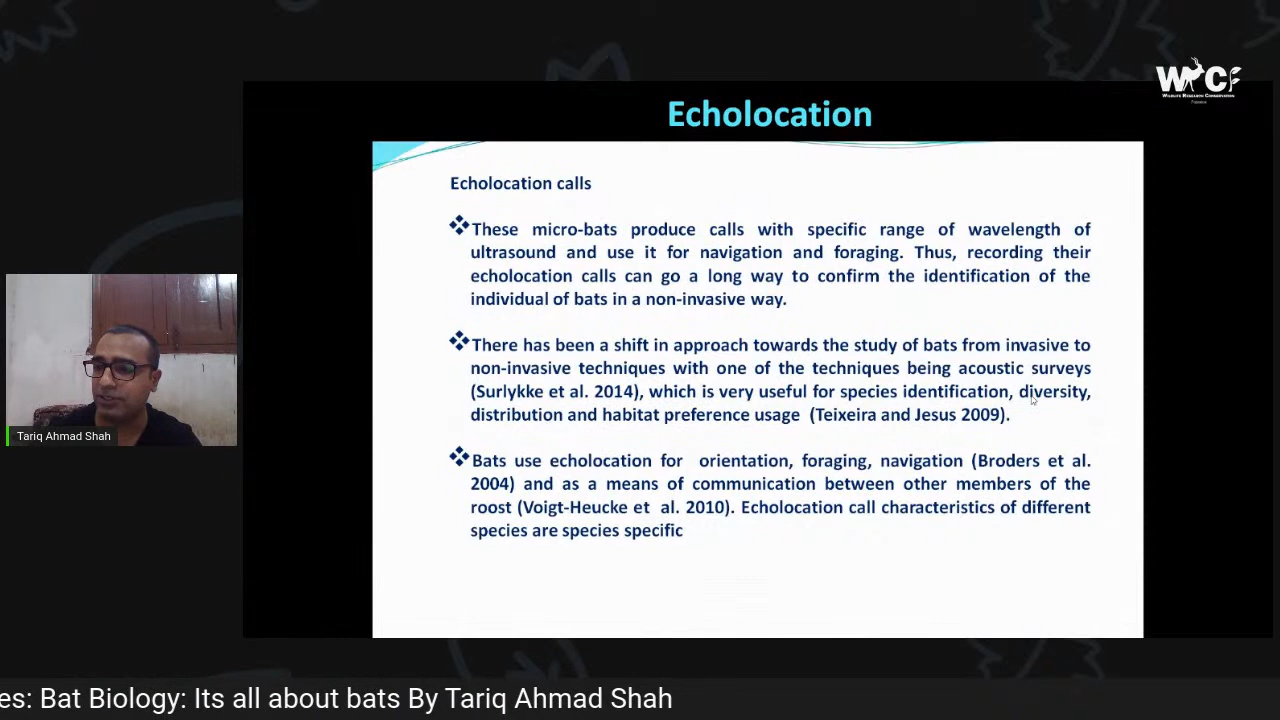 WRCF
WILDLIFE RESEARCH CONSERVATION
Echolocation
Echolocation calls
❖These micro-bats produce calls with specific range of wavelength of
ultrasound and use it for navigation and foraging. Thus, recording their
echolocation calls can go a long way to confirm the identification of the
individual of bats in a non-invasive way.
❖There has been a shift in approach towards the study of bats from invasive to
non-invasive techniques with one of the techniques being acoustic surveys
(Surlykke et al. 2014), which is very useful for species identification, diversity,
distribution and habitat preference usage (Teixeira and Jesus 2009).
❖Bats use echolocation for orientation, foraging, navigation (Broders et al.
2004) and as a means of communication between other members of the
roost (Voigt-Heucke et al. 2010). Echolocation call characteristics of different
species are species specific
Tariq Ahmad Shah
es: Bat Biology: Its all about bats By Tariq Ahmad Shah